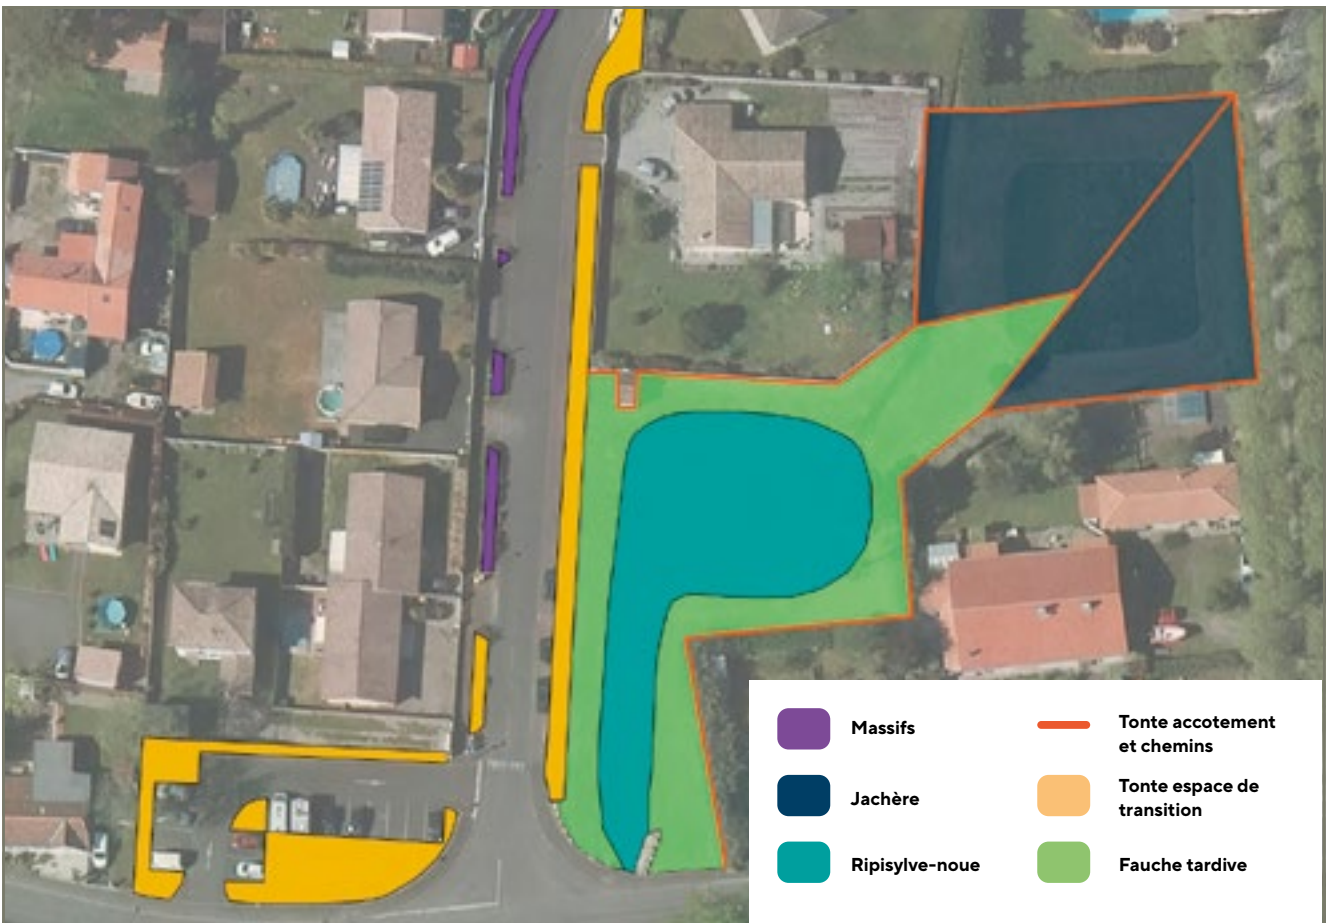 Massifs
Jachère
Ripisylve-noue
Tonte accotement
et chemins
Tonte espace de
transition
Fauche tardive